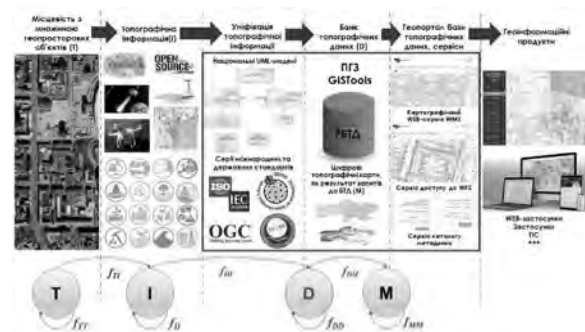 Місцевість з
множиною
геопросторових
об'єктів (Т)
Топографічна
інформація(І)
Уніфікація
топографічної
інформації
Банк
топографічних
даних (D)
Геопортал бази
топографічних
даних, сервіси
Геоінформаційні
продукти
OPEN
SOURCE
Національні UML-моделі
Серії міжнародних та
державних стандартів
ISO
IEC
OGC
ПГЗ
GISTools
РБТД
Цифрові
топографічні карти,
як результат запитів
до БТД (М)
Картографічний
WEB-сервіс WMS
Сервіс доступу до WFS
Сервіс каталогу
метаданих
WEB-застосунки
Застосунки
ГІС
•••
T
I
D
M
f_TI
f_DM
f_TT
f_II
f_DD
f_MM